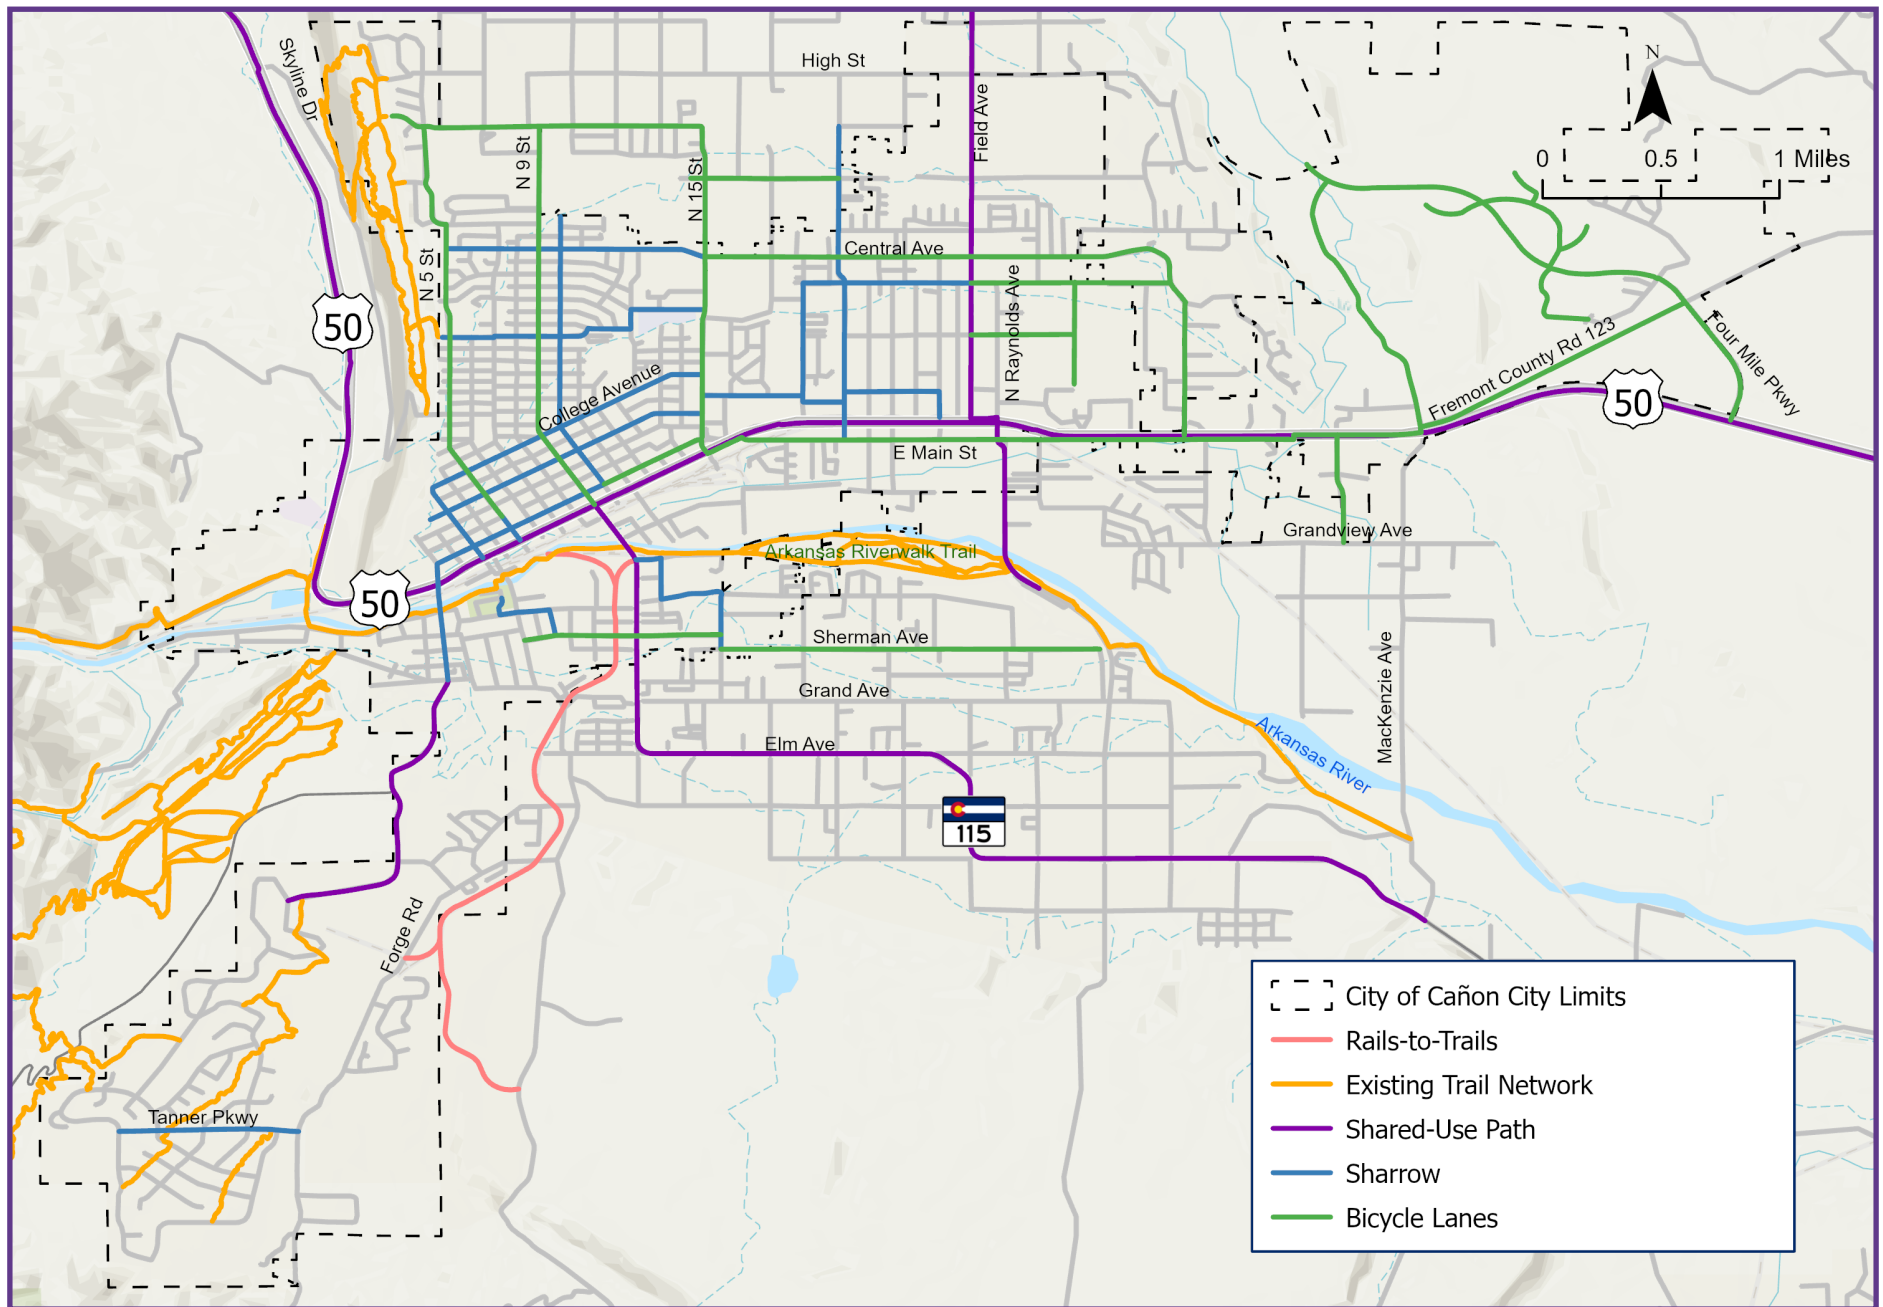 High St
Skyline Dr
Field Ave
N
0 0.5 1 Miles
N 9 St
N 15 St
N 5 St
Central Ave
N Raynolds Ave
50
College Avenue
Fremont County Rd 123
Four Mile Pkwy
50
E Main St
Grandview Ave
Arkansas Riverwalk Trail
50
Sherman Ave
MacKenzie Ave
Grand Ave
Elm Ave
Arkansas River
115
Forge Rd
Tanner Pkwy
City of Cañon City Limits
Rails-to-Trails
Existing Trail Network
Shared-Use Path
Sharrow
Bicycle Lanes